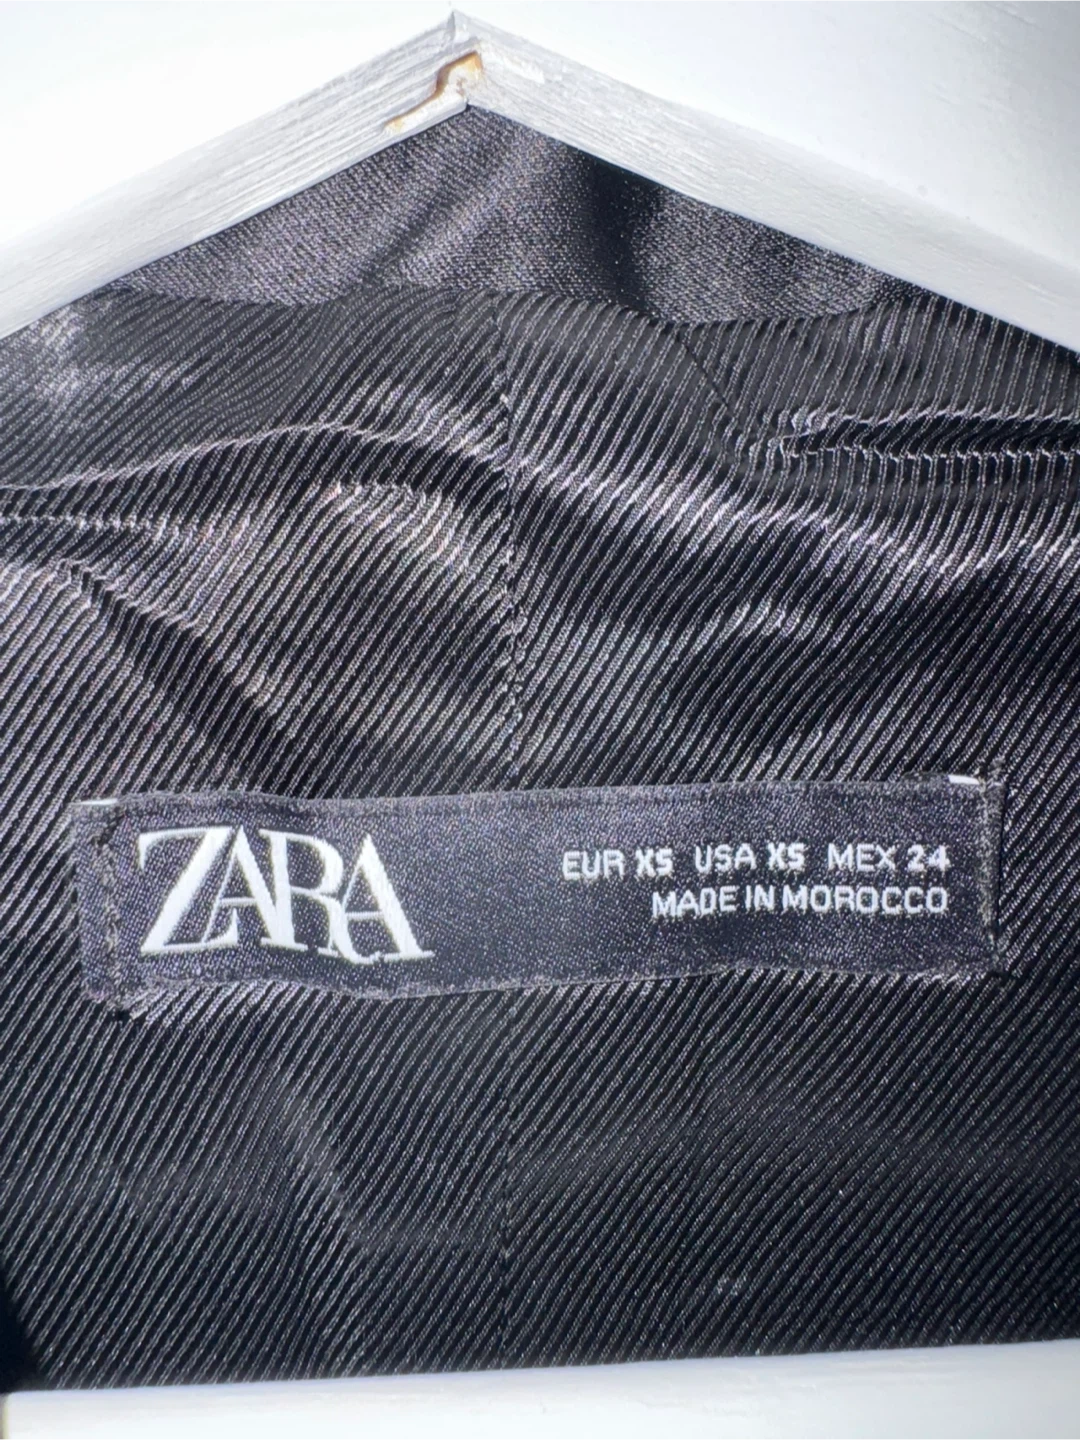 ZARA
EUR XS USA XS MEX 24
MADE IN MOROCCO